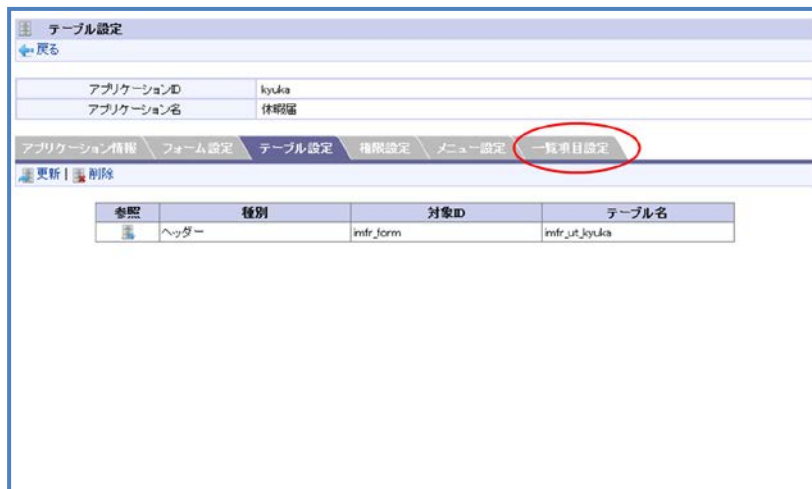 テーブル設定
戻る
アプリケーションID kyuka
アプリケーション名 休暇届
アプリケーション情報 フォーム設定 テーブル設定 権限設定 メニュー設定 一覧項目設定
更新 | 削除
参照 種別 対象ID テーブル名
ヘッダー imfr_form imfr_ut_kyuka